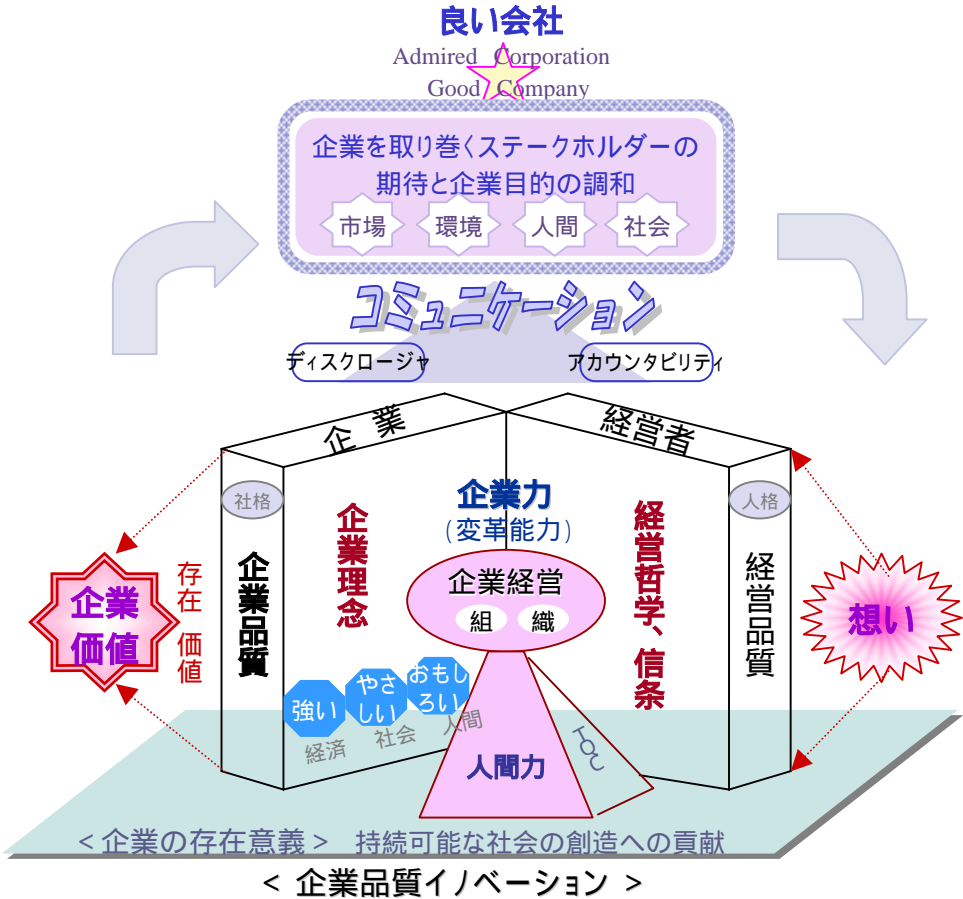 良い会社
Admired Corporation
Good Company
企業を取り巻くステークホルダーの
期待と企業目的の調和
市場 環境 人間 社会
コミュニケーション
ディスクロージャ
アカウンタビリティ
企 業
経営者
社格
人格
企業力
(変革能力)
企業理念
経営哲学、信条
企業経営
組 織
企業品質
経営品質
存在 価値
企業
価値
想い
強い
やさ
しい
おもし
ろい
経済
社会
人間
人間力
TQC
<企業の存在意義> 持続可能な社会の創造への貢献
< 企業品質イノベーション >